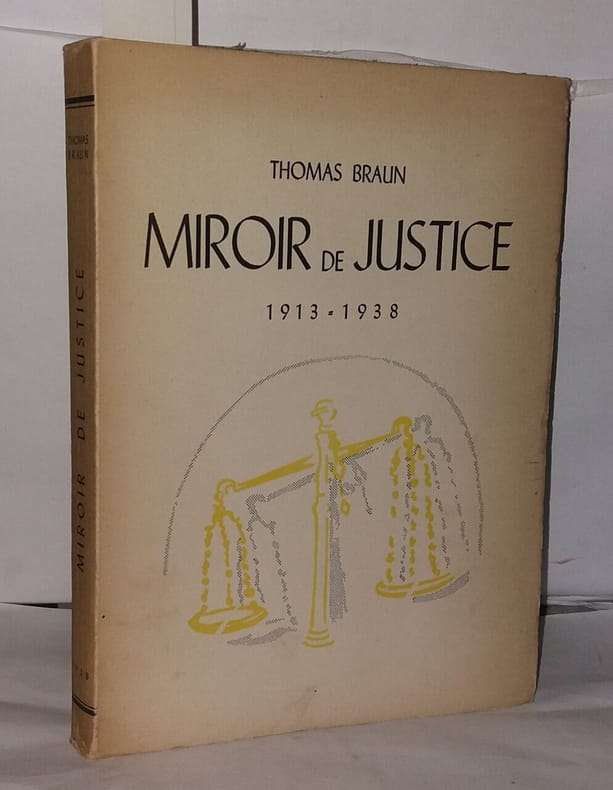 THOMAS BRAUN
MIROIR DE JUSTICE
1913-1938
THOMAS
BRAUN
MIROIR DE JUSTICE